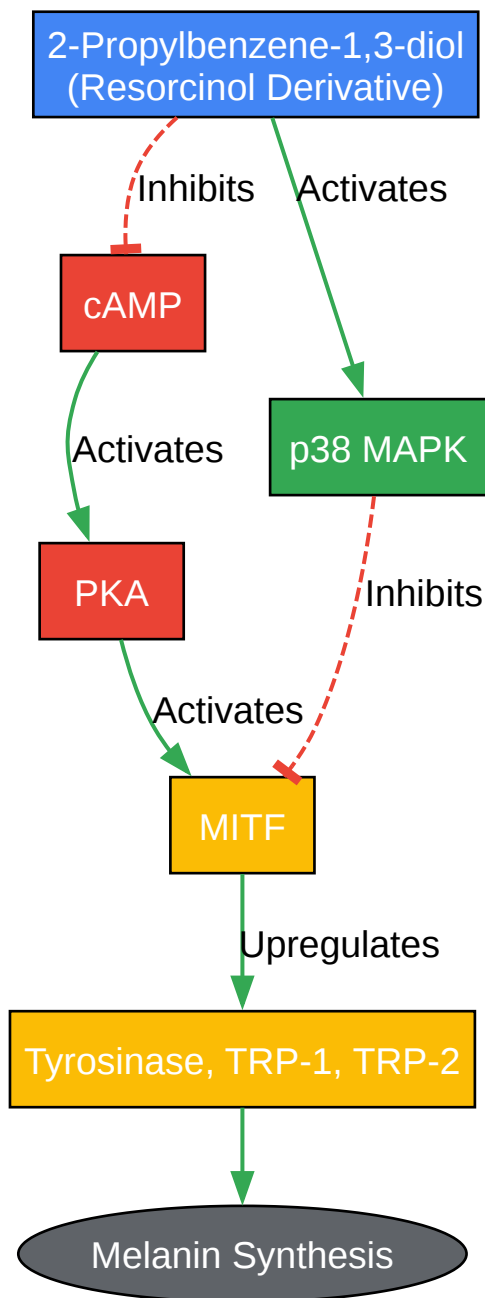 2-Propylbenzene-1,3-diol
(Resorcinol Derivative)
Inhibits
Activates
cAMP
Activates
p38 MAPK
PKA
Inhibits
Activates
MITF
Upregulates
Tyrosinase, TRP-1, TRP-2
Melanin Synthesis